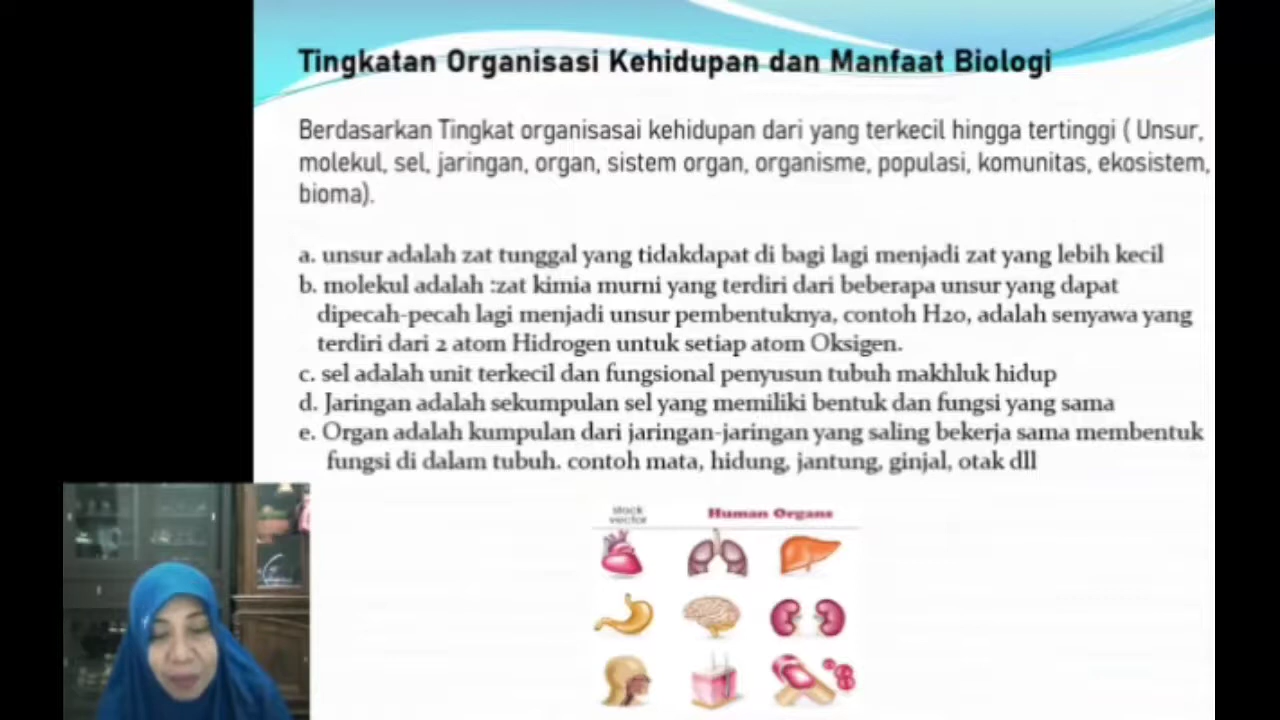 Tingkatan Organisasi Kehidupan dan Manfaat Biologi
Berdasarkan Tingkat organisasai kehidupan dari yang terkecil hingga tertinggi ( Unsur,
molekul, sel, jaringan, organ, sistem organ, organisme, populasi, komunitas, ekosistem,
bioma).
a. unsur adalah zat tunggal yang tidakdapat di bagi lagi menjadi zat yang lebih kecil
b. molekul adalah :zat kimia murni yang terdiri dari beberapa unsur yang dapat
dipecah-pecah lagi menjadi unsur pembentuknya, contoh H2o, adalah senyawa yang
terdiri dari 2 atom Hidrogen untuk setiap atom Oksigen.
c. sel adalah unit terkecil dan fungsional penyusun tubuh makhluk hidup
d. Jaringan adalah sekumpulan sel yang memiliki bentuk dan fungsi yang sama
e. Organ adalah kumpulan dari jaringan-jaringan yang saling bekerja sama membentuk
fungsi di dalam tubuh. contoh mata, hidung, jantung, ginjal, otak dll
stock
vector
Human Organs